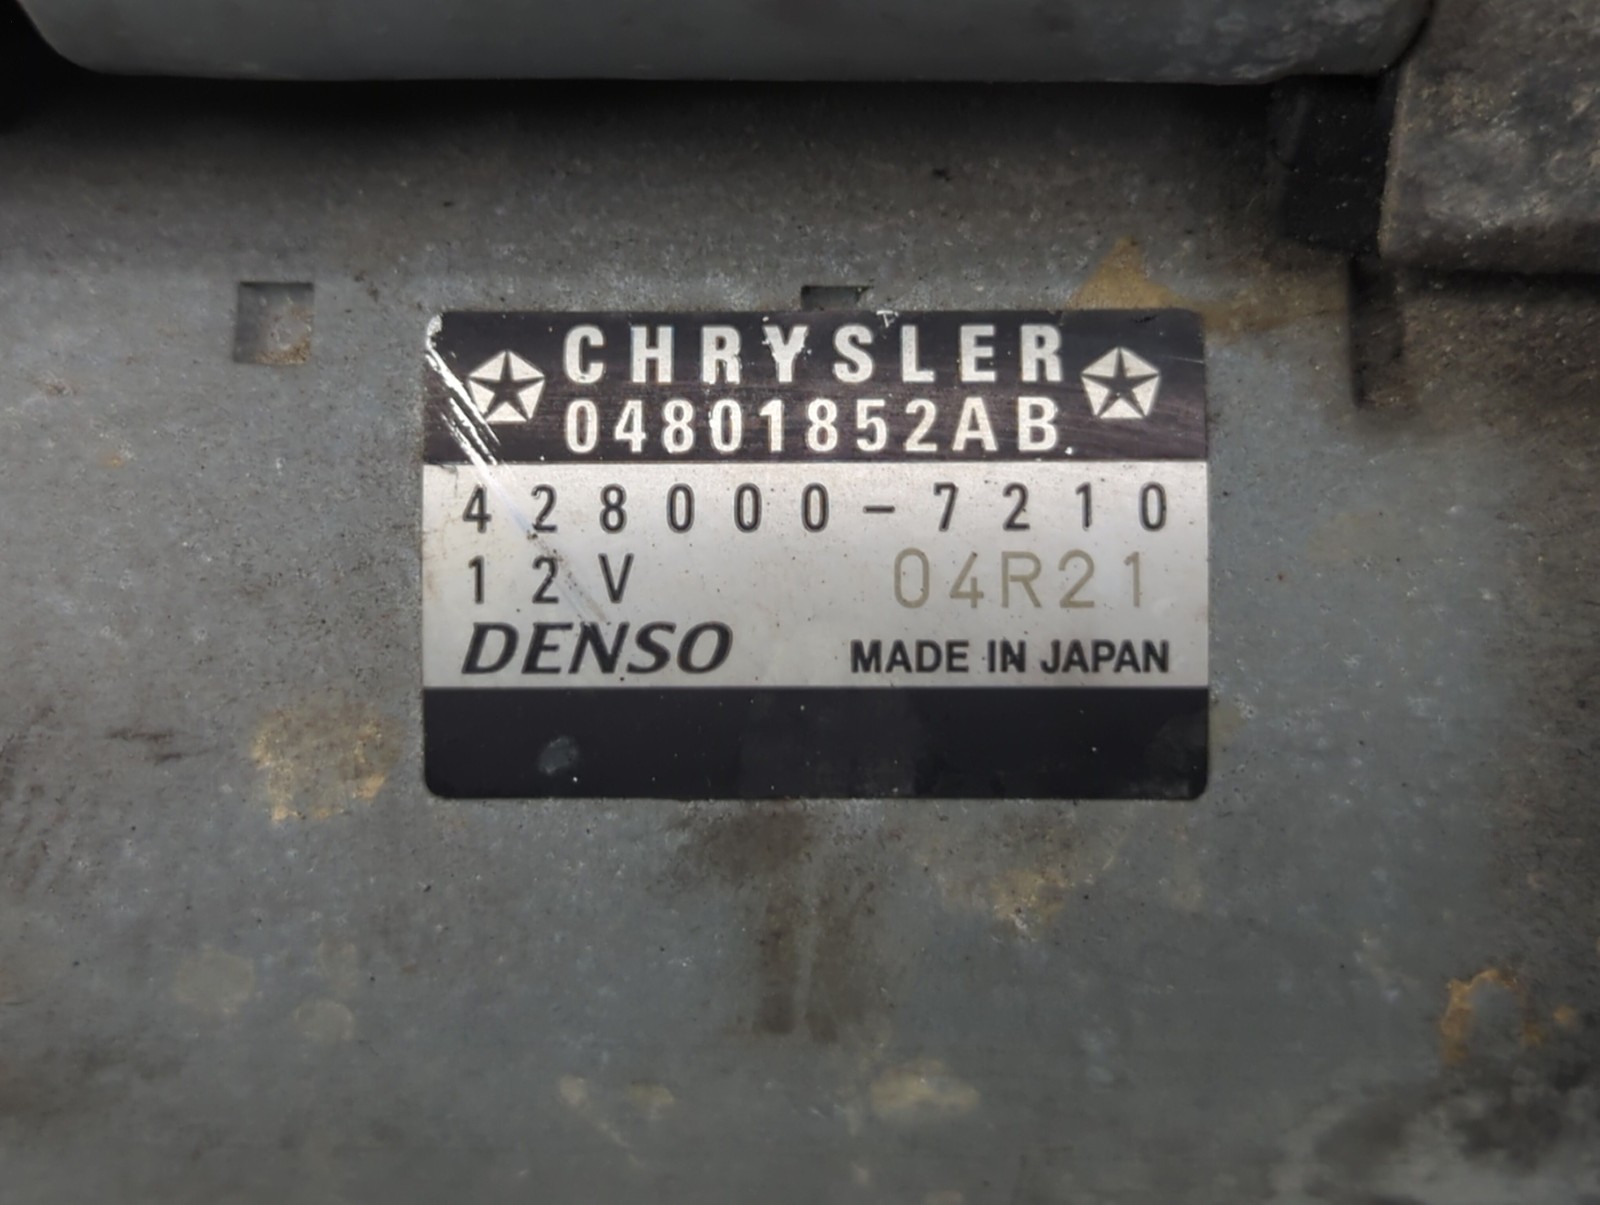 CHRYSLER
04801852AB
428000-7210
12V 04R21
DENSO MADE IN JAPAN